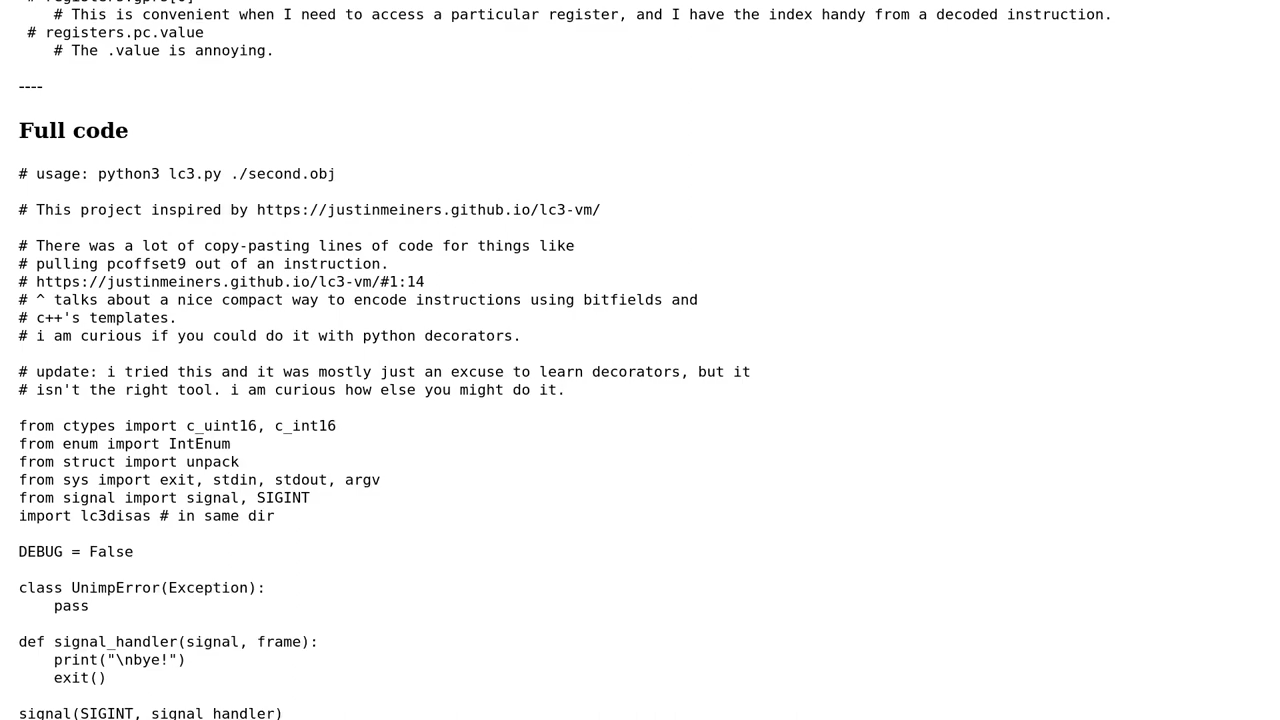 # This is convenient when I need to access a particular register, and I have the index handy from a decoded instruction.
# registers.pc.value
# The .value is annoying.
----
Full code
# usage: python3 lc3.py ./second.obj
# This project inspired by https://justinmeiners.github.io/lc3-vm/
# There was a lot of copy-pasting lines of code for things like
# pulling pcoffset9 out of an instruction.
# https://justinmeiners.github.io/lc3-vm/#1:14
# ^ talks about a nice compact way to encode instructions using bitfields and
# c++'s templates.
# i am curious if you could do it with python decorators.
# update: i tried this and it was mostly just an excuse to learn decorators, but it
# isn't the right tool. i am curious how else you might do it.
from ctypes import c_uint16, c_int16
from enum import IntEnum
from struct import unpack
from sys import exit, stdin, stdout, argv
from signal import signal, SIGINT
import lc3disas # in same dir
DEBUG = False
class UnimpError(Exception):
    pass
def signal_handler(signal, frame):
    print("\nbye!")
    exit()
signal(SIGINT, signal_handler)